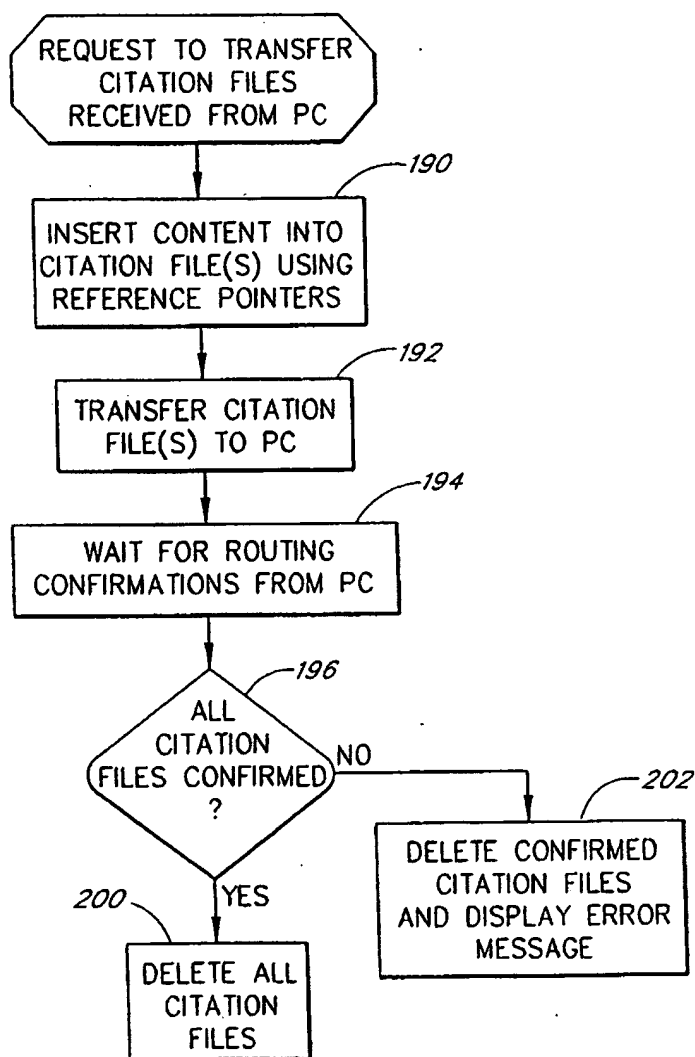 REQUEST TO TRANSFER
CITATION FILES
RECEIVED FROM PC
190
INSERT CONTENT INTO
CITATION FILE(S) USING
REFERENCE POINTERS
192
TRANSFER CITATION
FILE(S) TO PC
194
WAIT FOR ROUTING
CONFIRMATIONS FROM PC
196
ALL
CITATION
FILES CONFIRMED
?
NO
202
DELETE CONFIRMED
CITATION FILES
AND DISPLAY ERROR
MESSAGE
YES
200
DELETE ALL
CITATION
FILES